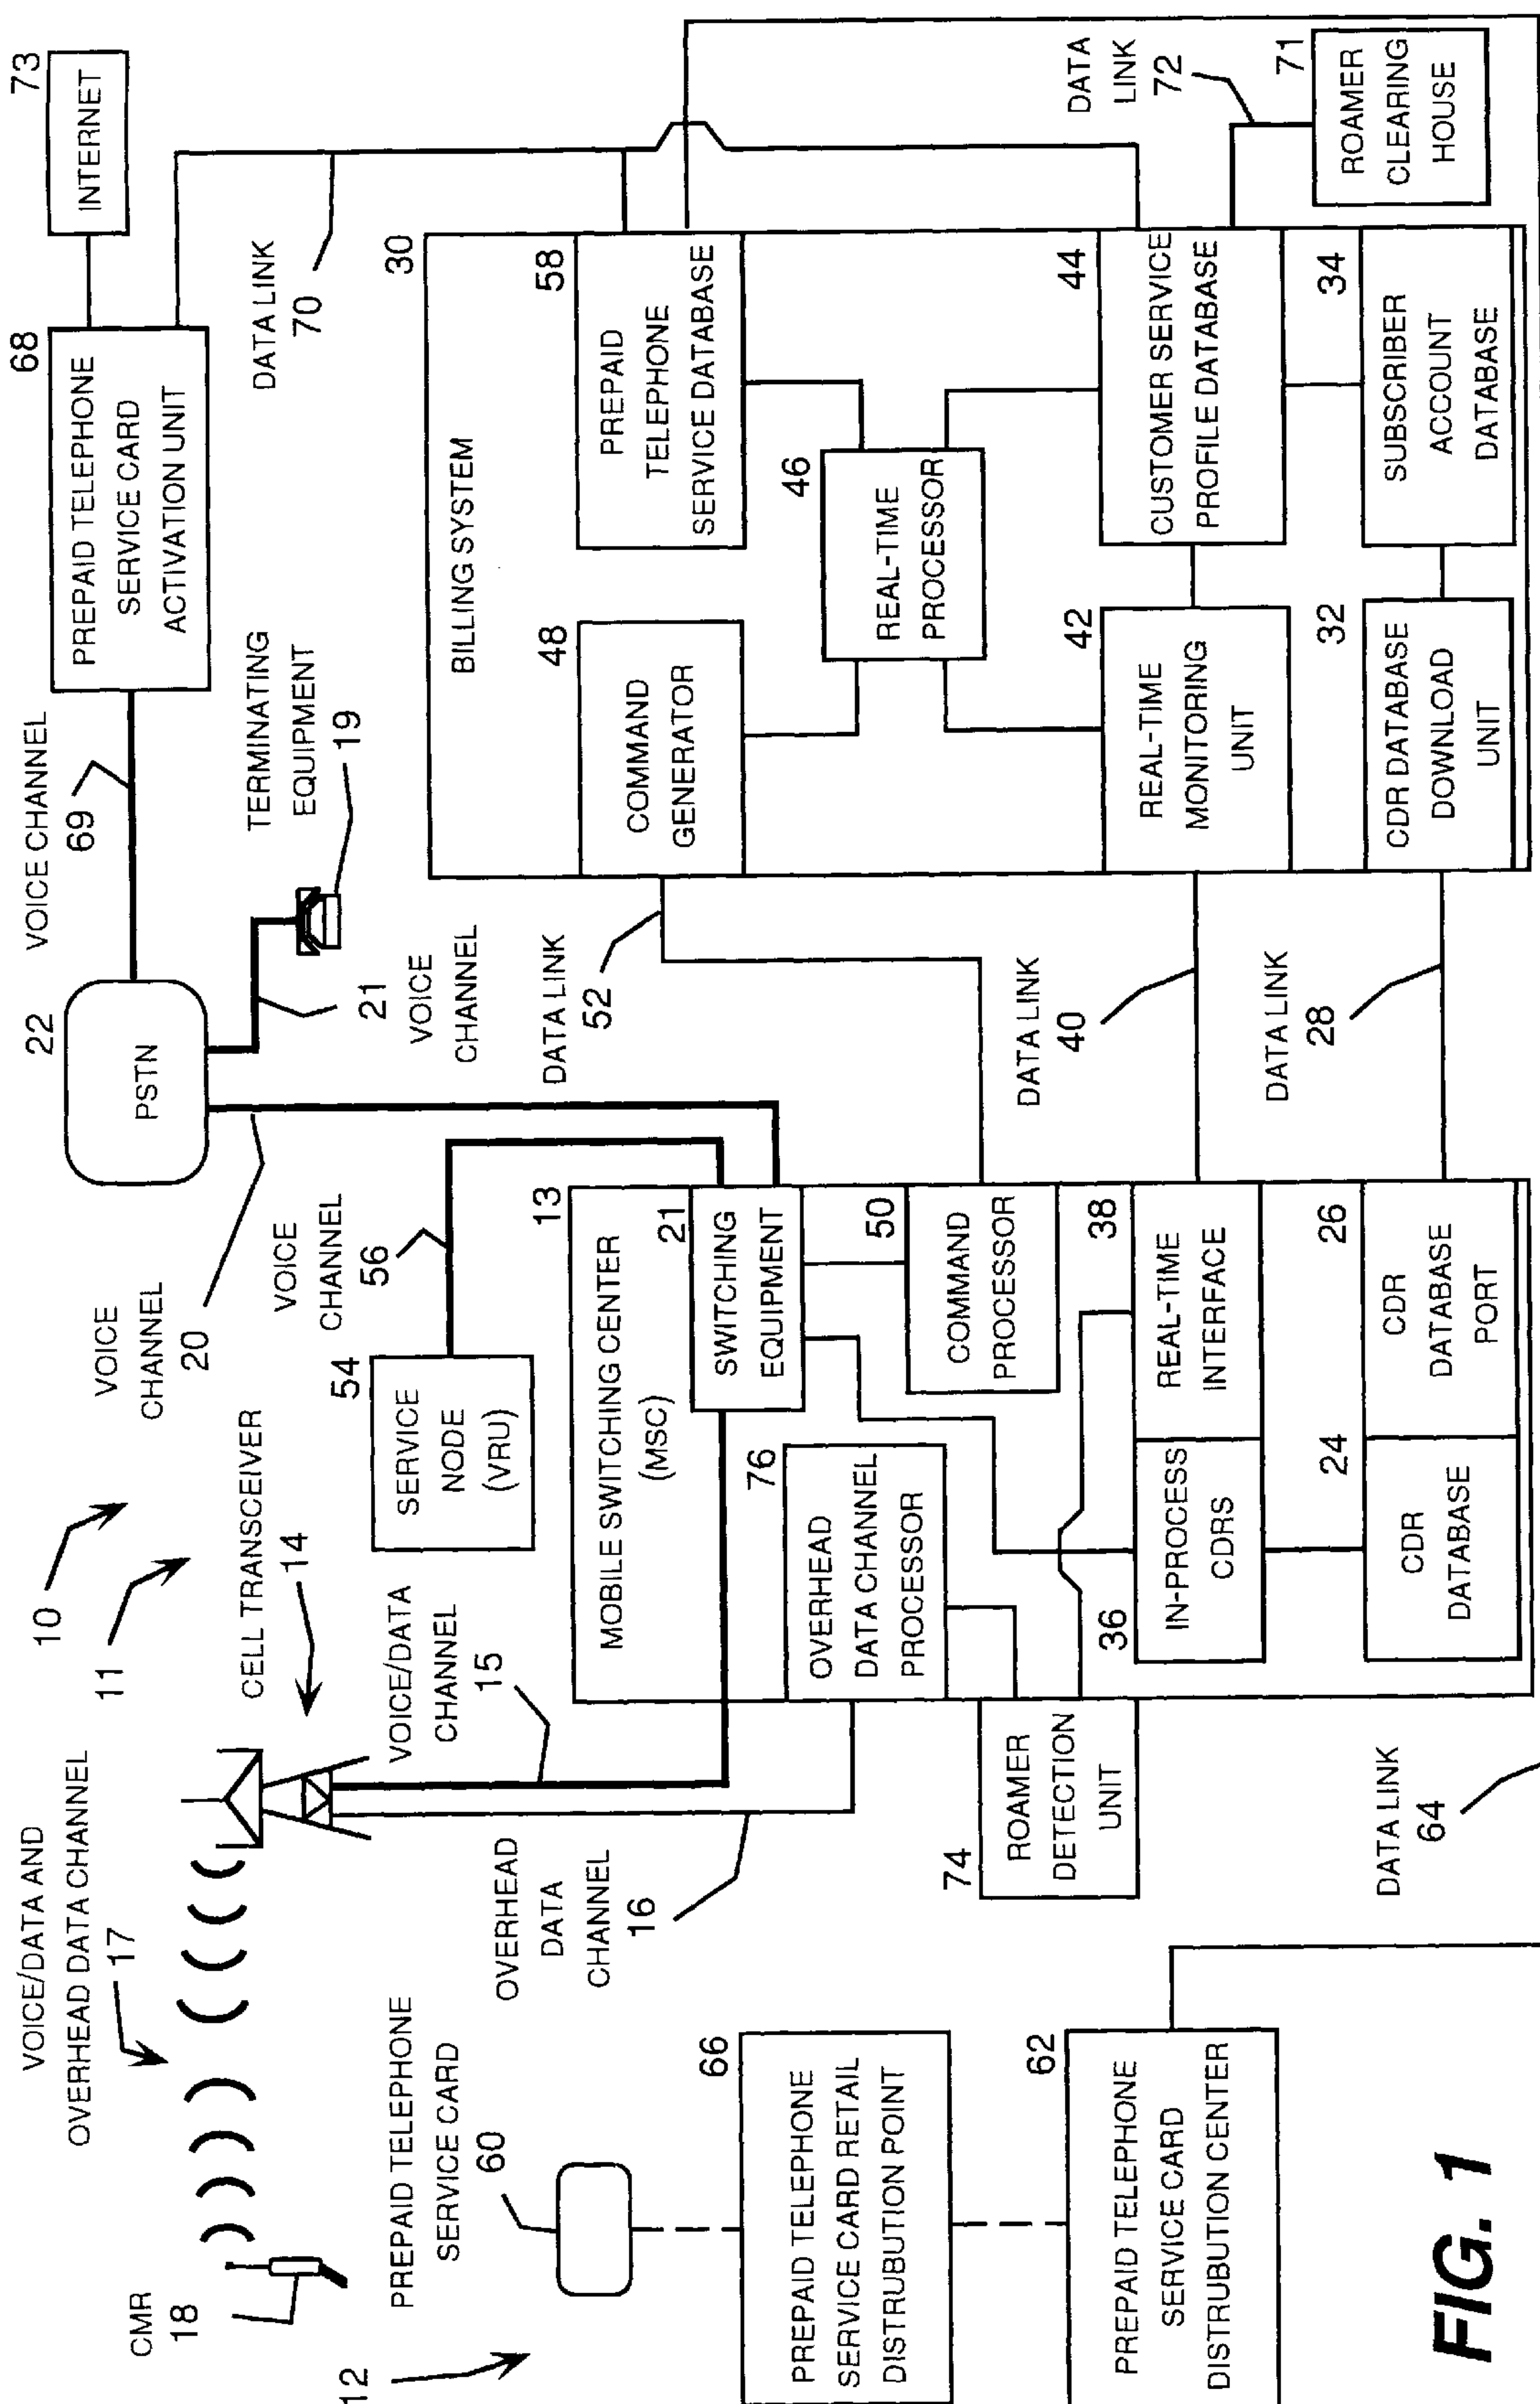 VOICE/DATA AND
OVERHEAD DATA CHANNEL
17
CMR
18
10
11
CELL TRANSCEIVER
14
VOICE
CHANNEL
20
22
PSTN
VOICE CHANNEL
69
68
PREPAID TELEPHONE
SERVICE CARD
ACTIVATION UNIT
73
INTERNET
TERMINATING
EQUIPMENT
19
21
VOICE
CHANNEL
DATA LINK
70
12
PREPAID TELEPHONE
SERVICE CARD
60
VOICE/DATA
CHANNEL
15
OVERHEAD
DATA
CHANNEL
16
54
SERVICE
NODE
(VRU)
VOICE
CHANNEL
56
13
MOBILE SWITCHING CENTER
(MSC)
21
SWITCHING
EQUIPMENT
76
OVERHEAD
DATA CHANNEL
PROCESSOR
50
COMMAND
PROCESSOR
74
ROAMER
DETECTION
UNIT
36
IN-PROCESS
CDRS
38
REAL-TIME
INTERFACE
24
CDR
DATABASE
26
CDR
DATABASE
PORT
DATA LINK
52
DATA LINK
40
DATA LINK
28
30
BILLING SYSTEM
48
COMMAND
GENERATOR
58
PREPAID
TELEPHONE
SERVICE DATABASE
46
REAL-TIME
PROCESSOR
42
REAL-TIME
MONITORING
UNIT
44
CUSTOMER SERVICE
PROFILE DATABASE
32
CDR DATABASE
DOWNLOAD
UNIT
34
SUBSCRIBER
ACCOUNT
DATABASE
DATA
LINK
72
71
ROAMER
CLEARING
HOUSE
66
PREPAID TELEPHONE
SERVICE CARD RETAIL
DISTRUBUTION POINT
62
PREPAID TELEPHONE
SERVICE CARD
DISTRUBUTION CENTER
DATA LINK
64
FIG. 1